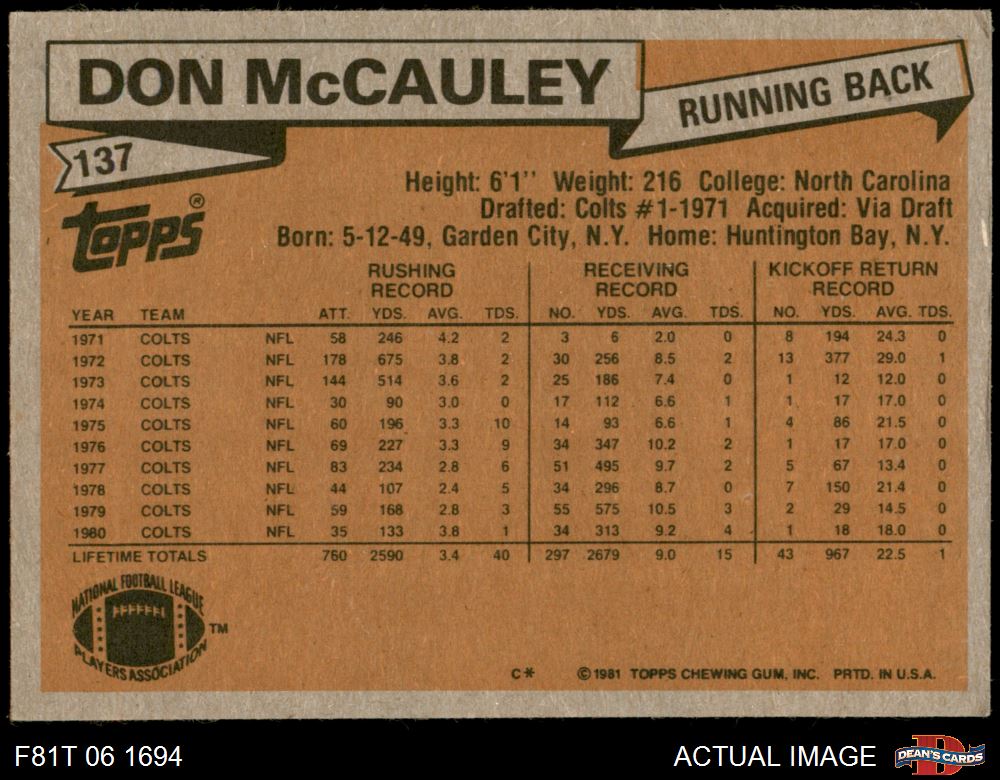 DON McCAULEY
RUNNING BACK
137
TOPPS®
Height: 6'1'' Weight: 216 College: North Carolina
Drafted: Colts #1-1971 Acquired: Via Draft
Born: 5-12-49, Garden City, N.Y. Home: Huntington Bay, N.Y.
RUSHING RECORD RECEIVING RECORD KICKOFF RETURN RECORD
YEAR TEAM ATT. YDS. AVG. TDS. NO. YDS. AVG. TDS. NO. YDS. AVG. TDS.
1971 COLTS NFL 58 246 4.2 2 3 6 2.0 0 8 194 24.3 0
1972 COLTS NFL 178 675 3.8 2 30 256 8.5 2 13 377 29.0 1
1973 COLTS NFL 144 514 3.6 2 25 186 7.4 0 1 12 12.0 0
1974 COLTS NFL 30 90 3.0 0 17 112 6.6 1 1 17 17.0 0
1975 COLTS NFL 60 196 3.3 10 14 93 6.6 1 4 86 21.5 0
1976 COLTS NFL 69 227 3.3 9 34 347 10.2 2 1 17 17.0 0
1977 COLTS NFL 83 234 2.8 6 51 495 9.7 2 5 67 13.4 0
1978 COLTS NFL 44 107 2.4 5 34 296 8.7 0 7 150 21.4 0
1979 COLTS NFL 59 168 2.8 3 55 575 10.5 3 2 29 14.5 0
1980 COLTS NFL 35 133 3.8 1 34 313 9.2 4 1 18 18.0 0
LIFETIME TOTALS 760 2590 3.4 40 297 2679 9.0 15 43 967 22.5 1
NATIONAL FOOTBALL LEAGUE
PLAYERS ASSOCIATION
TM
C* ©1981 TOPPS CHEWING GUM, INC. PRTD. IN U.S.A.
F81T 06 1694
ACTUAL IMAGE
D
DEAN'S CARDS